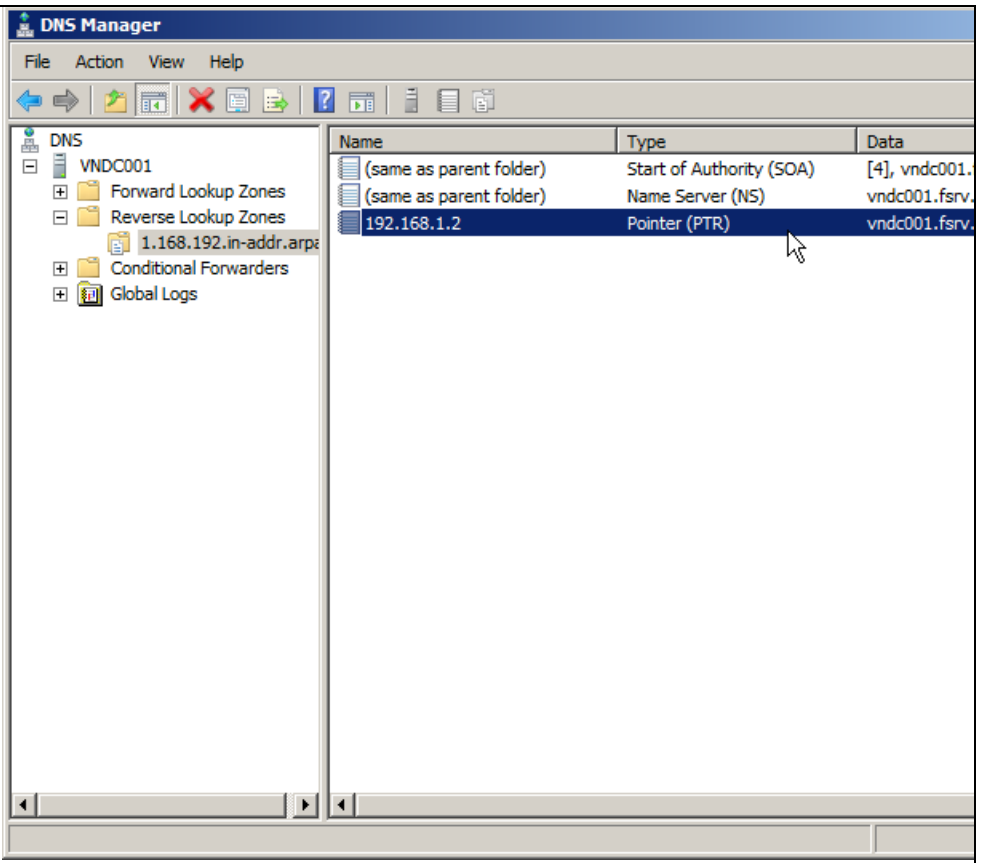 DNS Manager
File Action View Help
DNS
VNDC001
Forward Lookup Zones
Reverse Lookup Zones
1.168.192.in-addr.arpa
Conditional Forwarders
Global Logs
Name Type Data
(same as parent folder) Start of Authority (SOA) [4], vndc001.
(same as parent folder) Name Server (NS) vndc001.fsrv.
192.168.1.2 Pointer (PTR) vndc001.fsrv.